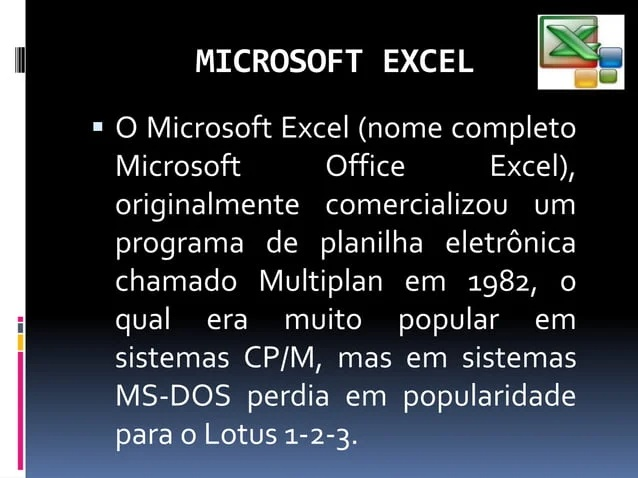 MICROSOFT EXCEL
▪ O Microsoft Excel (nome completo
Microsoft Office Excel),
originalmente comercializou um
programa de planilha eletrônica
chamado Multiplan em 1982, o
qual era muito popular em
sistemas CP/M, mas em sistemas
MS-DOS perdia em popularidade
para o Lotus 1-2-3.